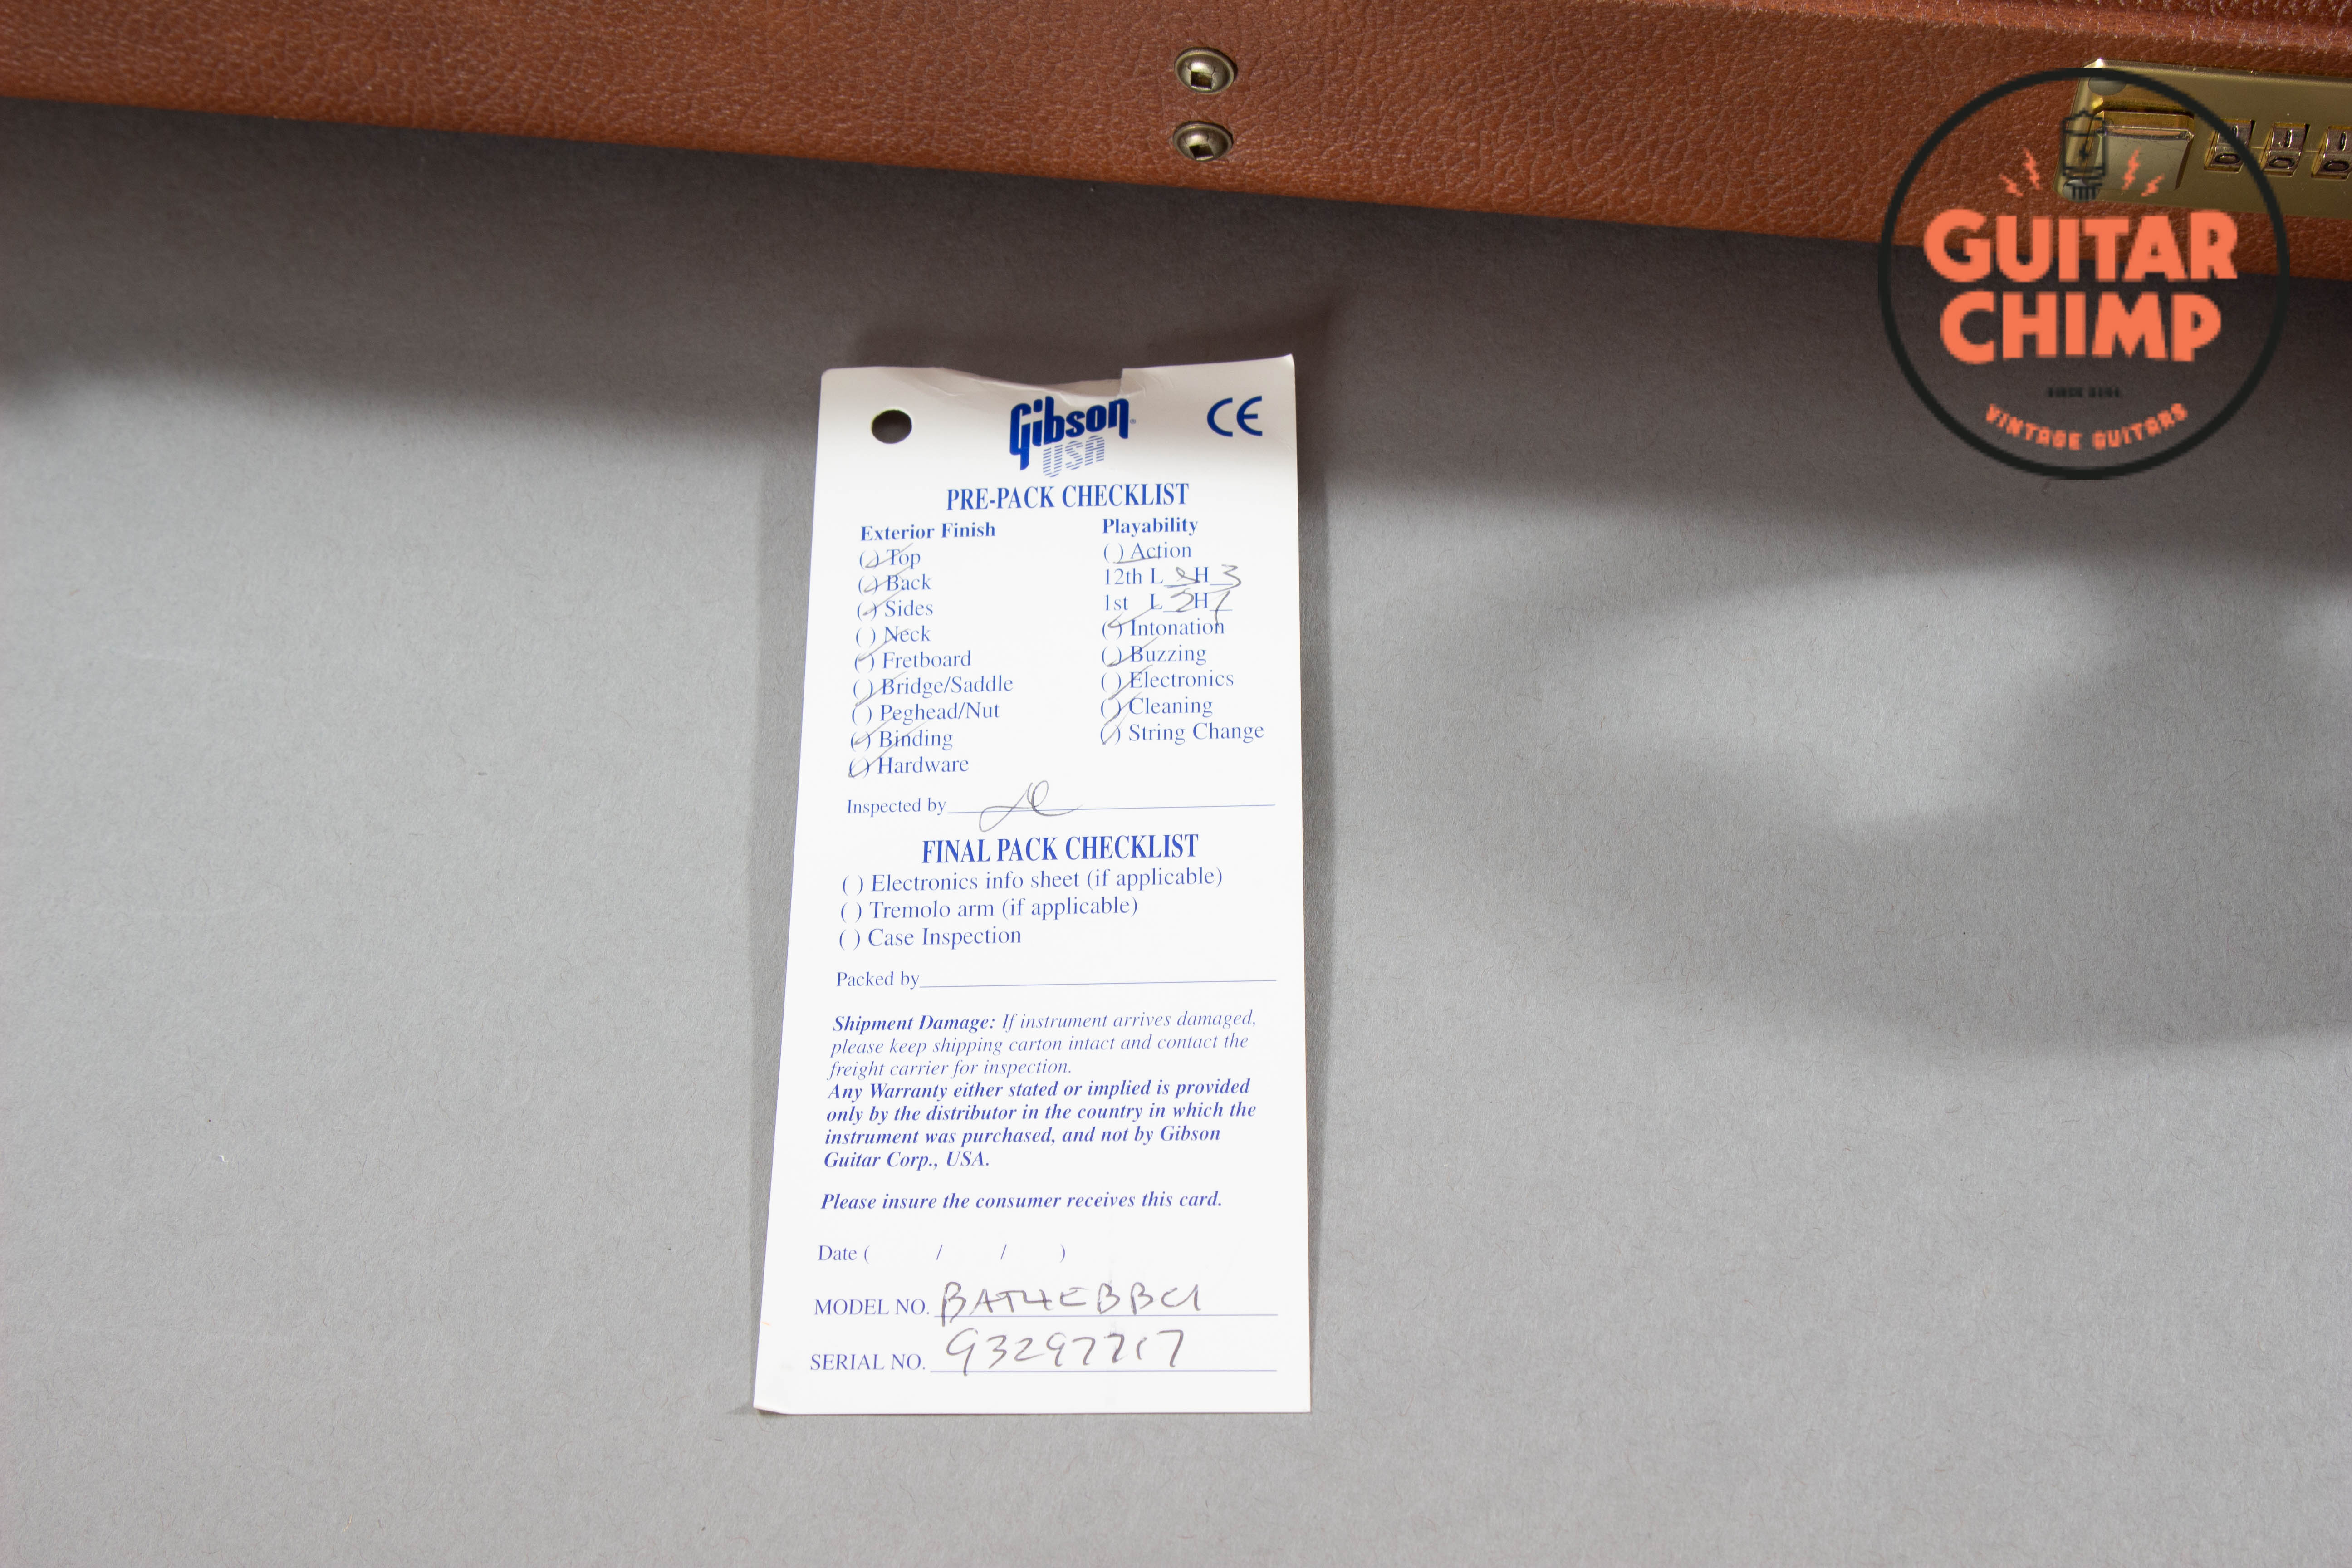 GUITAR
CHIMP
VINTAGE GUITARS
Gibson
USA
CE
PRE-PACK CHECKLIST
Exterior Finish
( ) Top
( ) Back
( ) Sides
( ) Neck
( ) Fretboard
( ) Bridge/Saddle
( ) Peghead/Nut
( ) Binding
( ) Hardware
Playability
( ) Action
12th L H 3
1st L 2 H 1
( ) Intonation
( ) Buzzing
( ) Electronics
( ) Cleaning
( ) String Change
Inspected by
FINAL PACK CHECKLIST
( ) Electronics info sheet (if applicable)
( ) Tremolo arm (if applicable)
( ) Case Inspection
Packed by
Shipment Damage: If instrument arrives damaged,
please keep shipping carton intact and contact the
freight carrier for inspection.
Any Warranty either stated or implied is provided
only by the distributor in the country in which the
instrument was purchased, and not by Gibson
Guitar Corp., USA.
Please insure the consumer receives this card.
Date ( / / )
MODEL NO.
SERIAL NO. 93297717